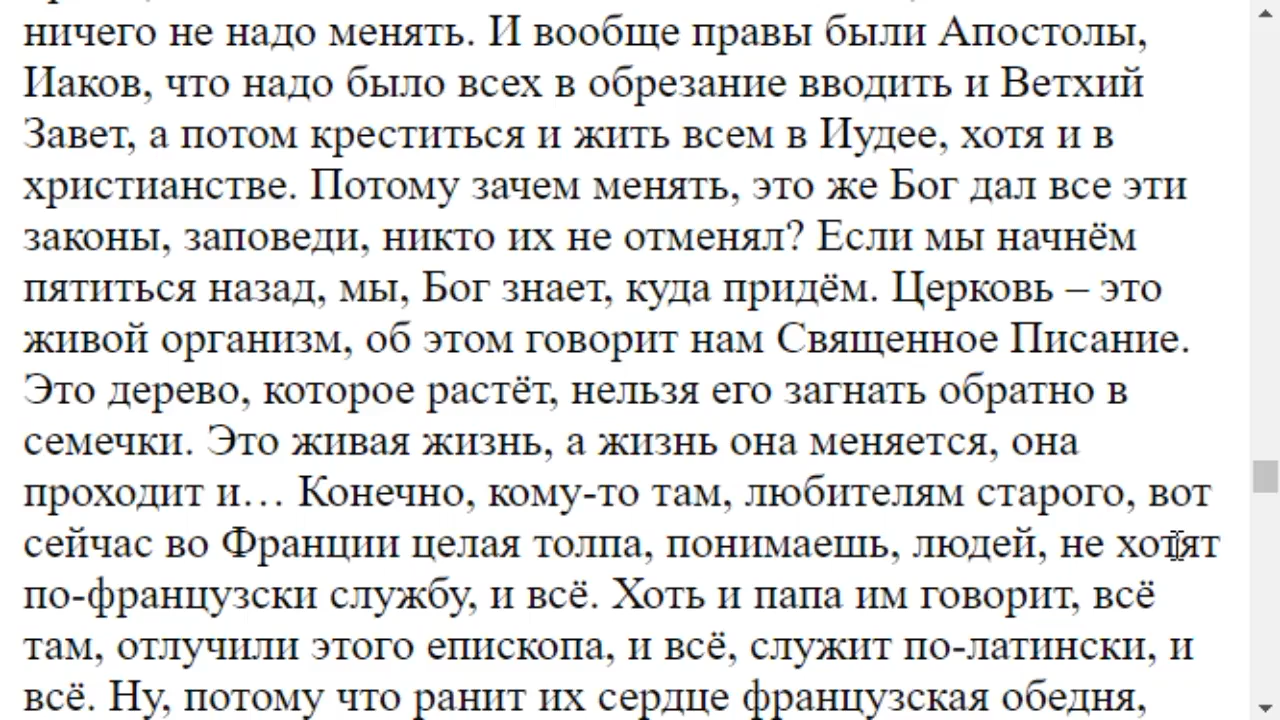 ничего не надо менять. И вообще правы были Апостолы,
Иаков, что надо было всех в обрезание вводить и Ветхий
Завет, а потом креститься и жить всем в Иудее, хотя и в
христианстве. Потому зачем менять, это же Бог дал все эти
законы, заповеди, никто их не отменял? Если мы начнём
пятиться назад, мы, Бог знает, куда придём. Церковь – это
живой организм, об этом говорит нам Священное Писание.
Это дерево, которое растёт, нельзя его загнать обратно в
семечки. Это живая жизнь, а жизнь она меняется, она
проходит и… Конечно, кому-то там, любителям старого, вот
сейчас во Франции целая толпа, понимаешь, людей, не хотят
по-французски службу, и всё. Хоть и папа им говорит, всё
там, отлучили этого епископа, и всё, служит по-латински, и
всё. Ну, потому что ранит их сердце французская обедня,